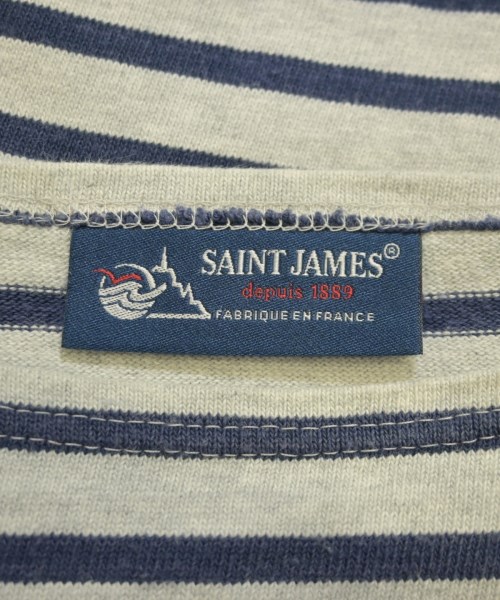 SAINT JAMES®
depuis 1889
FABRIQUE EN FRANCE